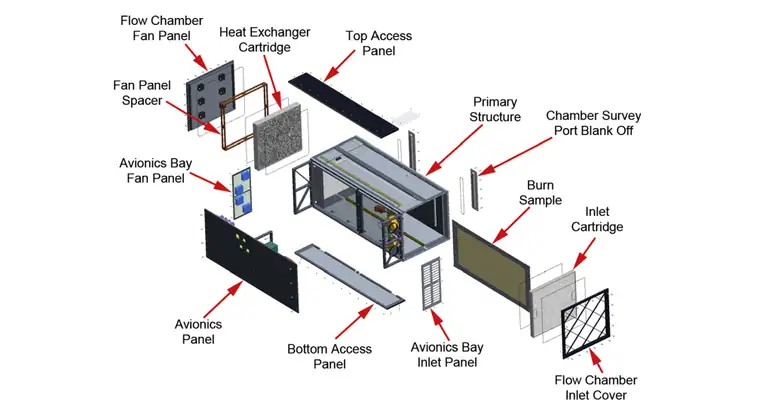 Flow Chamber
Fan Panel
Heat Exchanger
Cartridge
Top Access
Panel
Fan Panel
Spacer
Primary
Structure
Chamber Survey
Port Blank Off
Avionics Bay
Fan Panel
Burn
Sample
Inlet
Cartridge
Avionics
Panel
Bottom Access
Panel
Avionics Bay
Inlet Panel
Flow Chamber
Inlet Cover